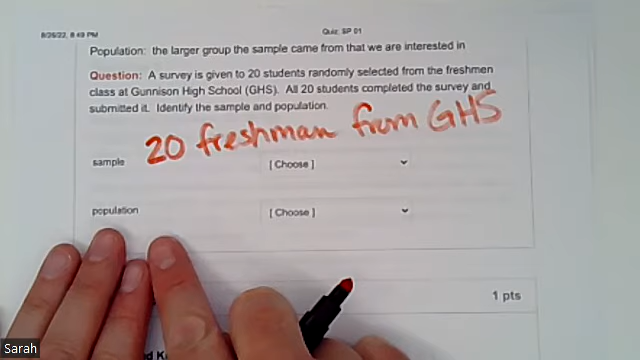 8/26/22, 8:49 PM
Quiz: SP 01
Population: the larger group the sample came from that we are interested in
Question: A survey is given to 20 students randomly selected from the freshmen
class at Gunnison High School (GHS). All 20 students completed the survey and
submitted it. Identify the sample and population.
20 freshman from GHS
sample
[ Choose ]
population
[ Choose ]
1 pts
Sarah